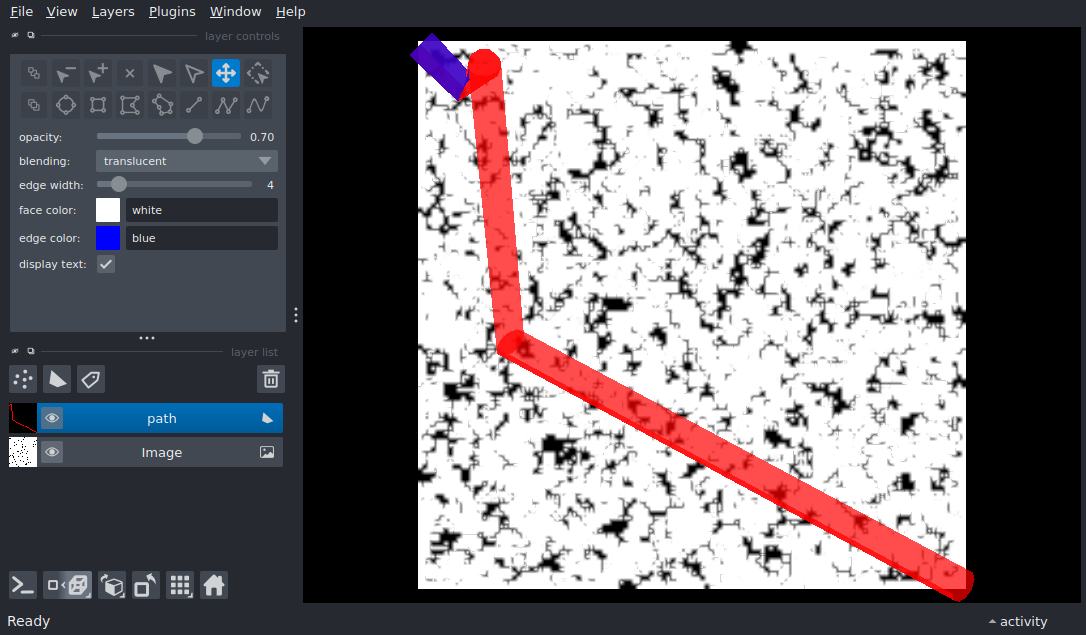 File View Layers Plugins Window Help
layer controls
opacity: 0.70
blending: translucent
edge width: 4
face color: white
edge color: blue
display text:
layer list
path
Image
Ready
activity